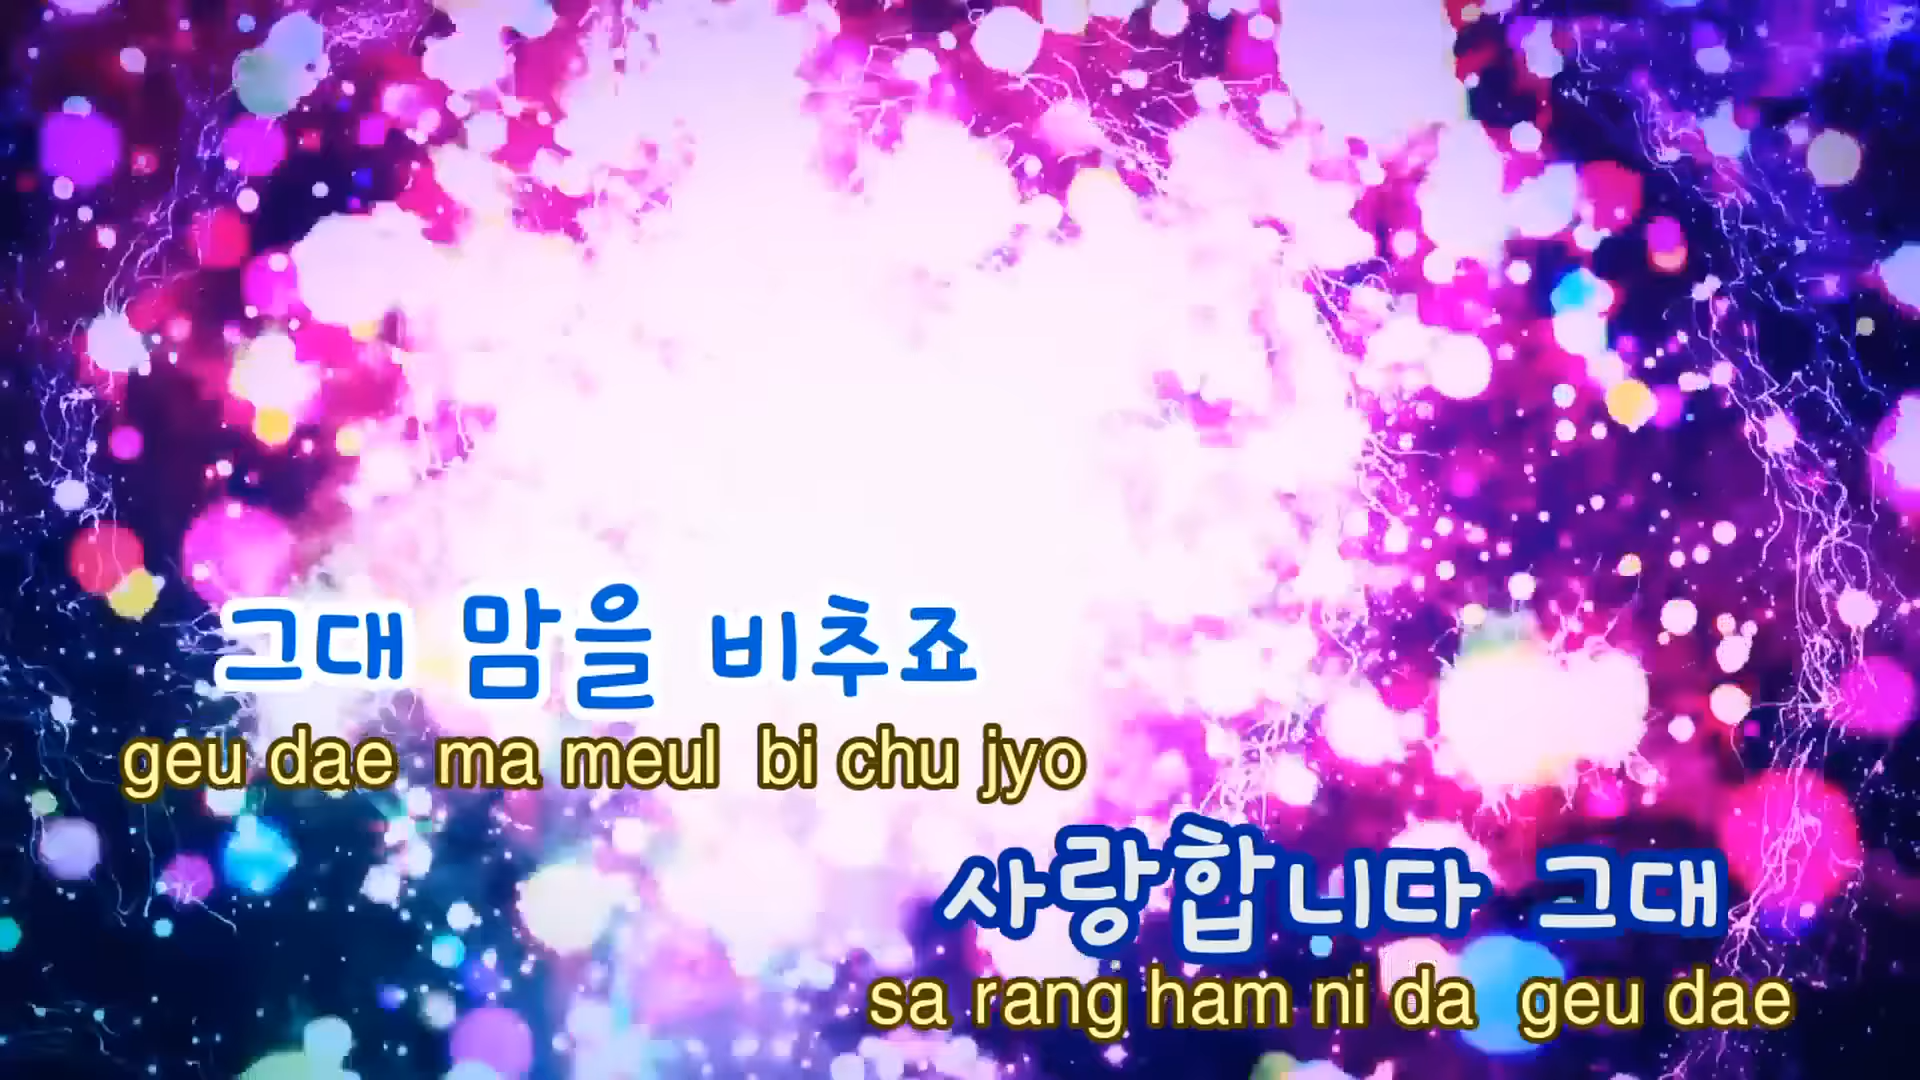 그대 맘을 비추죠
geu dae ma meul bi chu jyo
사랑합니다 그대
sa rang ham ni da geu dae